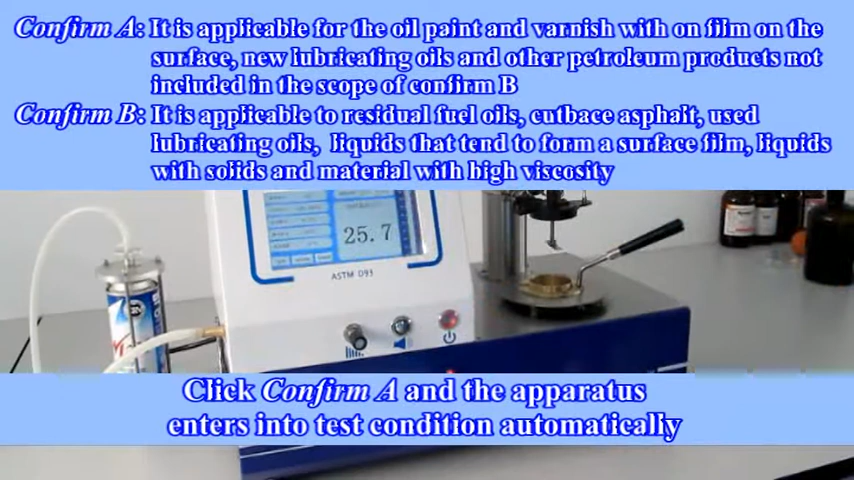 Confirm A: It is applicable for the oil paint and varnish with on film on the
surface, new lubricating oils and other petroleum products not
included in the scope of confirm B
Confirm B: It is applicable to residual fuel oils, cutbace asphalt, used
lubricating oils, liquids that tend to form a surface film, liquids
with solids and material with high viscosity
25.7
ASTM D93
Click Confirm A and the apparatus
enters into test condition automatically